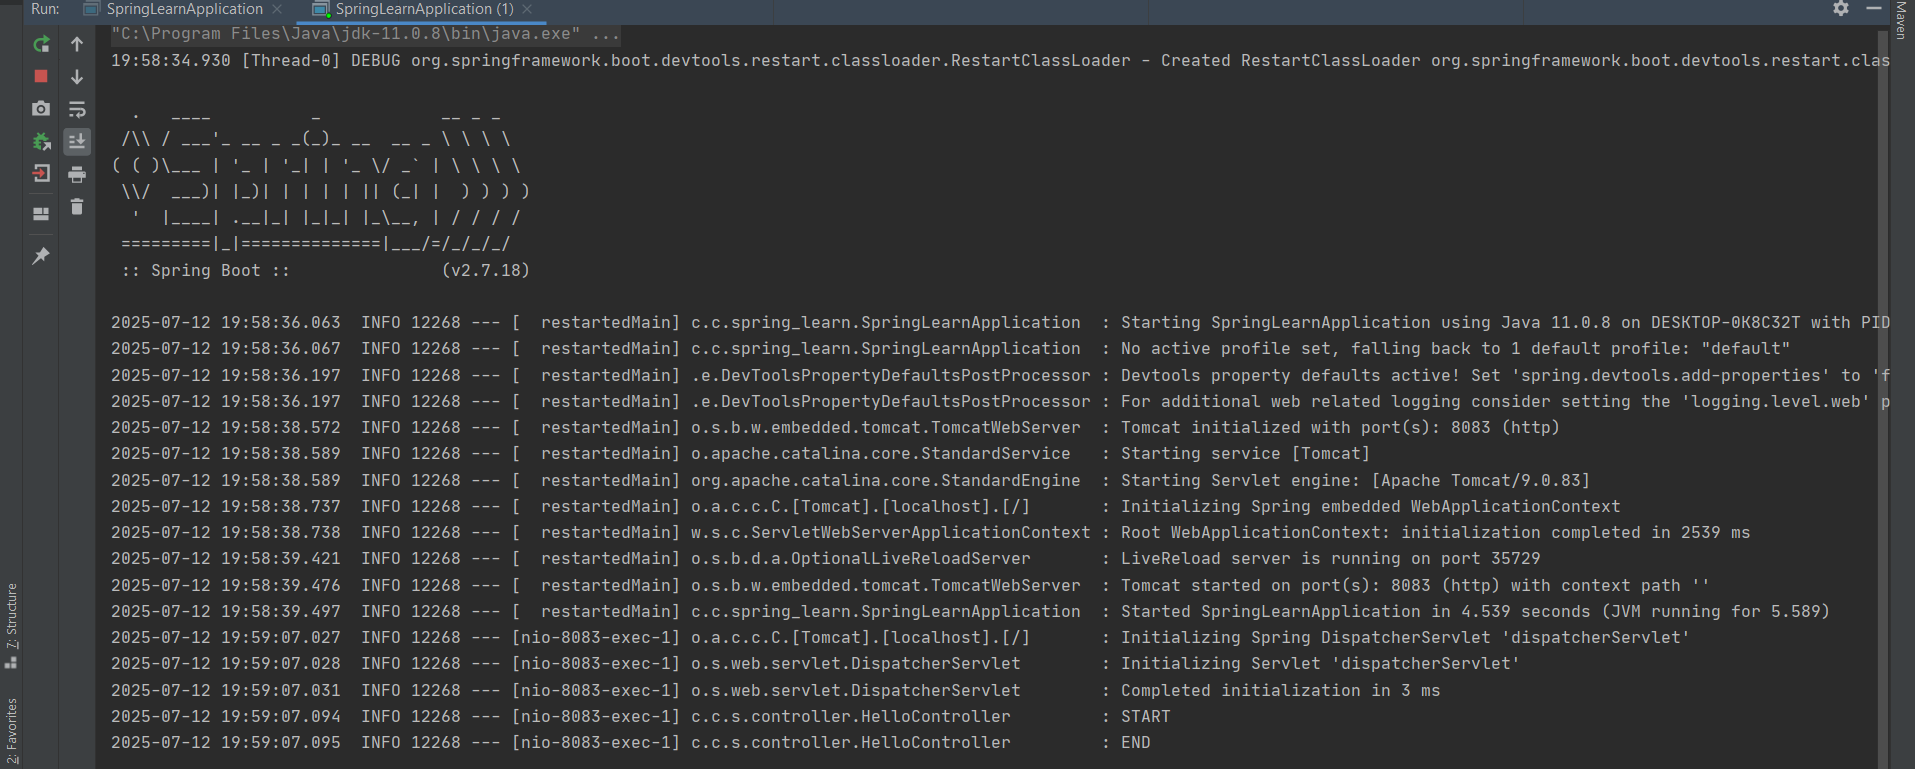 Run: SpringLearnApplication × SpringLearnApplication (1) ×
"C:\Program Files\Java\jdk-11.0.8\bin\java.exe" ...
19:58:34.930 [Thread-0] DEBUG org.springframework.boot.devtools.restart.classloader.RestartClassLoader - Created RestartClassLoader org.springframework.boot.devtools.restart.clas
  .   ____          _            __ _ _
 /\\ / ___'_ __ _ _(_)_ __  __ _ \ \ \ \
( ( )\___ | '_ | '_| | '_ \/ _` | \ \ \ \
 \\/  ___)| |_)| | | | | || (_| |  ) ) ) )
  '  |____| .__|_| |_|_| |_\__, | / / / /
 =========|_|==============|___/=/_/_/_/
 :: Spring Boot ::               (v2.7.18)
2025-07-12 19:58:36.063  INFO 12268 --- [  restartedMain] c.c.spring_learn.SpringLearnApplication  : Starting SpringLearnApplication using Java 11.0.8 on DESKTOP-0K8C32T with PID
2025-07-12 19:58:36.067  INFO 12268 --- [  restartedMain] c.c.spring_learn.SpringLearnApplication  : No active profile set, falling back to 1 default profile: "default"
2025-07-12 19:58:36.197  INFO 12268 --- [  restartedMain] .e.DevToolsPropertyDefaultsPostProcessor : Devtools property defaults active! Set 'spring.devtools.add-properties' to 'f
2025-07-12 19:58:36.197  INFO 12268 --- [  restartedMain] .e.DevToolsPropertyDefaultsPostProcessor : For additional web related logging consider setting the 'logging.level.web' p
2025-07-12 19:58:38.572  INFO 12268 --- [  restartedMain] o.s.b.w.embedded.tomcat.TomcatWebServer  : Tomcat initialized with port(s): 8083 (http)
2025-07-12 19:58:38.589  INFO 12268 --- [  restartedMain] o.apache.catalina.core.StandardService   : Starting service [Tomcat]
2025-07-12 19:58:38.589  INFO 12268 --- [  restartedMain] org.apache.catalina.core.StandardEngine  : Starting Servlet engine: [Apache Tomcat/9.0.83]
2025-07-12 19:58:38.737  INFO 12268 --- [  restartedMain] o.a.c.c.C.[Tomcat].[localhost].[/]       : Initializing Spring embedded WebApplicationContext
2025-07-12 19:58:38.738  INFO 12268 --- [  restartedMain] w.s.c.ServletWebServerApplicationContext : Root WebApplicationContext: initialization completed in 2539 ms
2025-07-12 19:58:39.421  INFO 12268 --- [  restartedMain] o.s.b.d.a.OptionalLiveReloadServer       : LiveReload server is running on port 35729
2025-07-12 19:58:39.476  INFO 12268 --- [  restartedMain] o.s.b.w.embedded.tomcat.TomcatWebServer  : Tomcat started on port(s): 8083 (http) with context path ''
2025-07-12 19:58:39.497  INFO 12268 --- [  restartedMain] c.c.spring_learn.SpringLearnApplication  : Started SpringLearnApplication in 4.539 seconds (JVM running for 5.589)
2025-07-12 19:59:07.027  INFO 12268 --- [nio-8083-exec-1] o.a.c.c.C.[Tomcat].[localhost].[/]       : Initializing Spring DispatcherServlet 'dispatcherServlet'
2025-07-12 19:59:07.028  INFO 12268 --- [nio-8083-exec-1] o.s.web.servlet.DispatcherServlet        : Initializing Servlet 'dispatcherServlet'
2025-07-12 19:59:07.031  INFO 12268 --- [nio-8083-exec-1] o.s.web.servlet.DispatcherServlet        : Completed initialization in 3 ms
2025-07-12 19:59:07.094  INFO 12268 --- [nio-8083-exec-1] c.c.s.controller.HelloController         : START
2025-07-12 19:59:07.095  INFO 12268 --- [nio-8083-exec-1] c.c.s.controller.HelloController         : END
7: Structure
2: Favorites
Maven